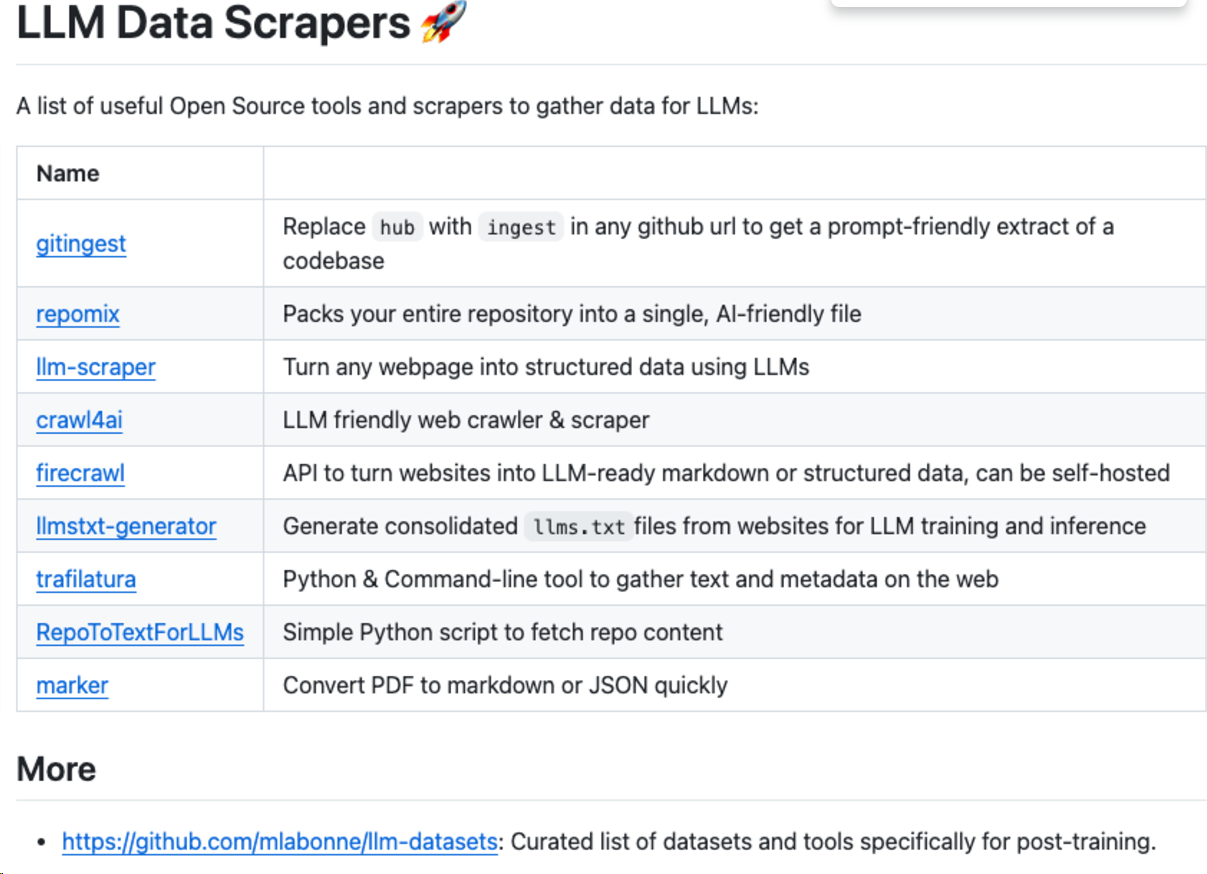 LLM Data Scrapers 🚀
A list of useful Open Source tools and scrapers to gather data for LLMs:
Name
gitingest
Replace hub with ingest in any github url to get a prompt-friendly extract of a
codebase
repomix
Packs your entire repository into a single, AI-friendly file
llm-scraper
Turn any webpage into structured data using LLMs
crawl4ai
LLM friendly web crawler & scraper
firecrawl
API to turn websites into LLM-ready markdown or structured data, can be self-hosted
llmstxt-generator
Generate consolidated llms.txt files from websites for LLM training and inference
trafilatura
Python & Command-line tool to gather text and metadata on the web
RepoToTextForLLMs
Simple Python script to fetch repo content
marker
Convert PDF to markdown or JSON quickly
More
• https://github.com/mlabonne/llm-datasets: Curated list of datasets and tools specifically for post-training.